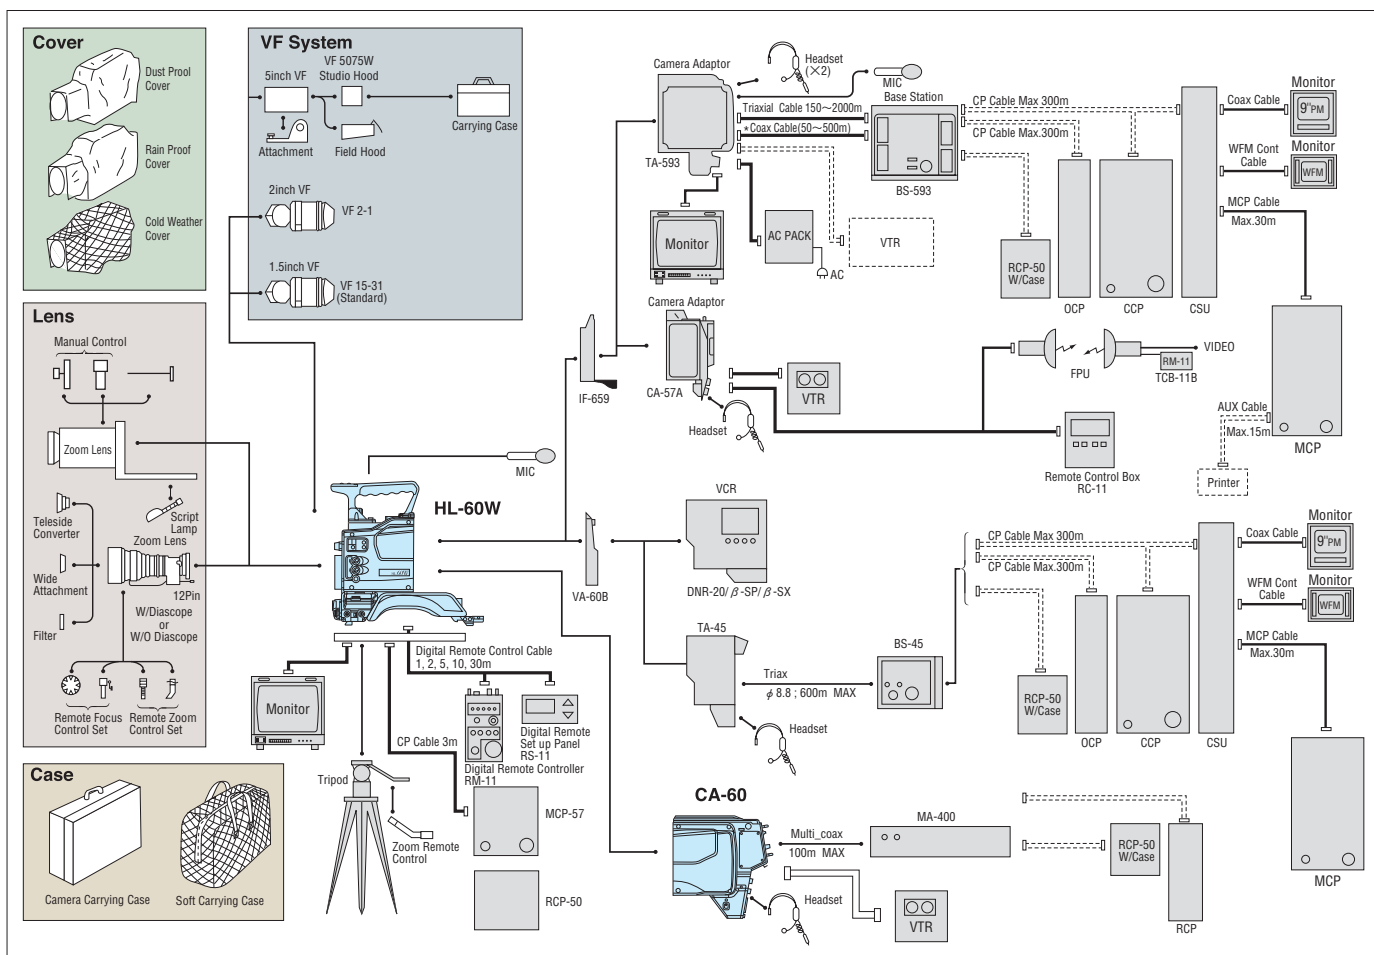 Cover
Dust Proof
Cover
Rain Proof
Cover
Cold Weather
Cover
VF System
5inch VF
VF 5075W
Studio Hood
Carrying Case
Attachment
Field Hood
2inch VF
VF 2-1
1.5inch VF
VF 15-31
(Standard)
Lens
Manual Control
Zoom Lens
Script
Lamp
Teleside
Converter
Zoom Lens
Wide
Attachment
12Pin
W/Diascope
or
W/O Diascope
Filter
Remote Focus
Control Set
Remote Zoom
Control Set
Case
Camera Carrying Case
Soft Carrying Case
HL-60W
MIC
Digital Remote Control Cable
1, 2, 5, 10, 30m
Monitor
CP Cable 3m
Digital Remote
Set up Panel
RS-11
Digital Remote Controller
RM-11
Tripod
Zoom Remote
Control
MCP-57
RCP-50
IF-659
VA-60B
Camera Adaptor
TA-593
Headset
(×2)
MIC
Triaxial Cable 150～2000m
*Coax Cable(50～500m)
Base Station
BS-593
Monitor
AC PACK
AC
VTR
CP Cable Max 300m
CP Cable Max.300m
RCP-50
W/Case
OCP
CCP
CSU
Coax Cable
Monitor
9"PM
WFM Cont
Cable
Monitor
WFM
MCP Cable
Max.30m
MCP
AUX Cable
Max.15m
Printer
Camera Adaptor
CA-57A
Headset
VTR
FPU
VIDEO
RM-11
TCB-11B
Remote Control Box
RC-11
VCR
DNR-20/β-SP/β-SX
TA-45
Triax
φ 8.8 ; 600m MAX
Headset
BS-45
CP Cable Max 300m
CP Cable Max.300m
RCP-50
W/Case
OCP
CCP
CSU
Coax Cable
Monitor
9"PM
WFM Cont
Cable
Monitor
WFM
MCP Cable
Max.30m
MCP
CA-60
Multi_coax
100m MAX
MA-400
Headset
VTR
RCP-50
W/Case
RCP